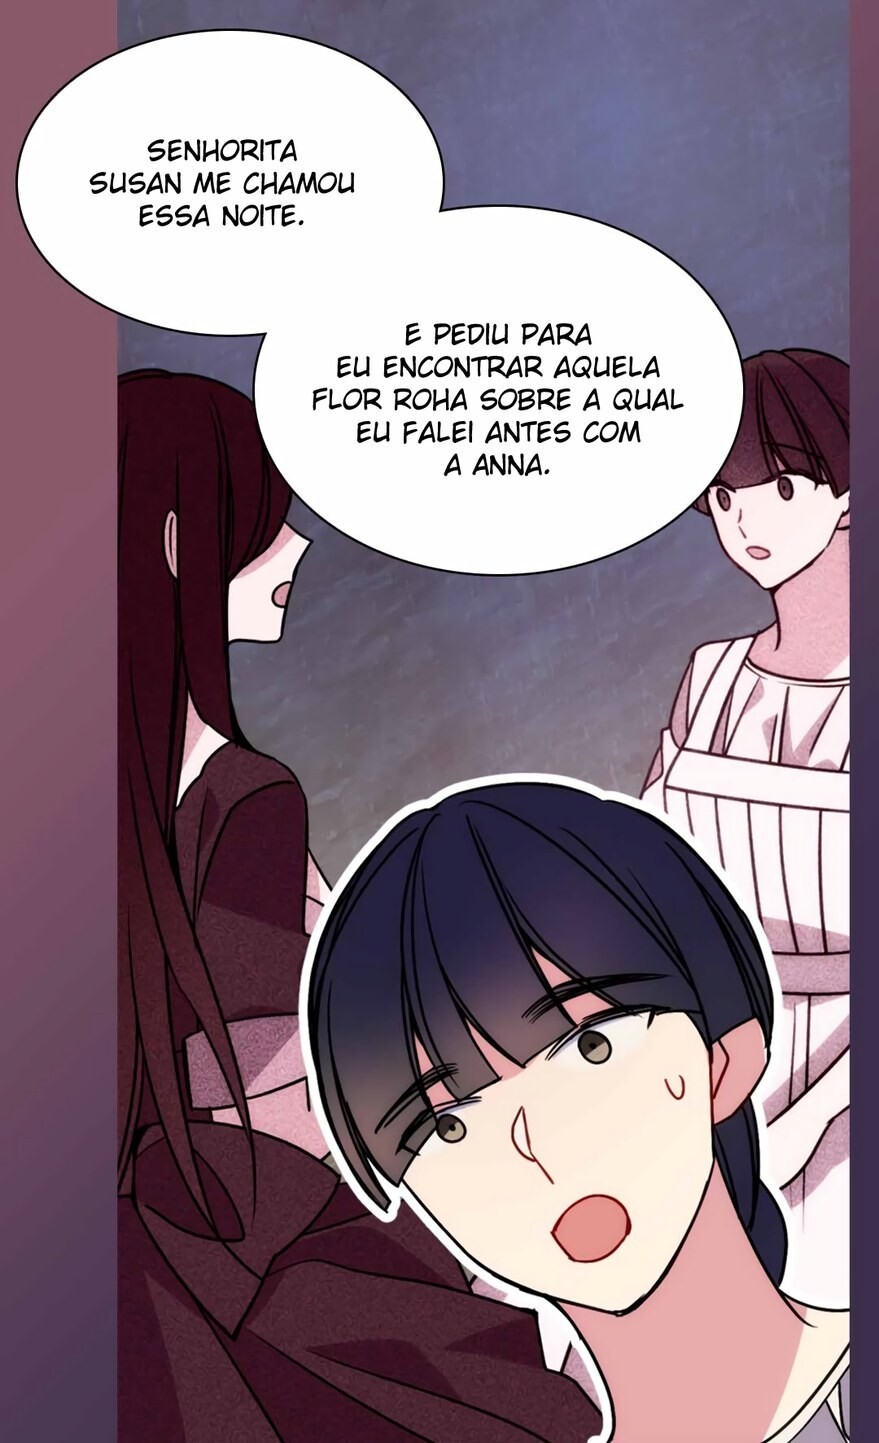 SENHORITA
SUSAN ME CHAMOU
ESSA NOITE.
E PEDIU PARA
EU ENCONTRAR AQUELA
FLOR ROHA SOBRE A QUAL
EU FALEI ANTES COM
A ANNA.